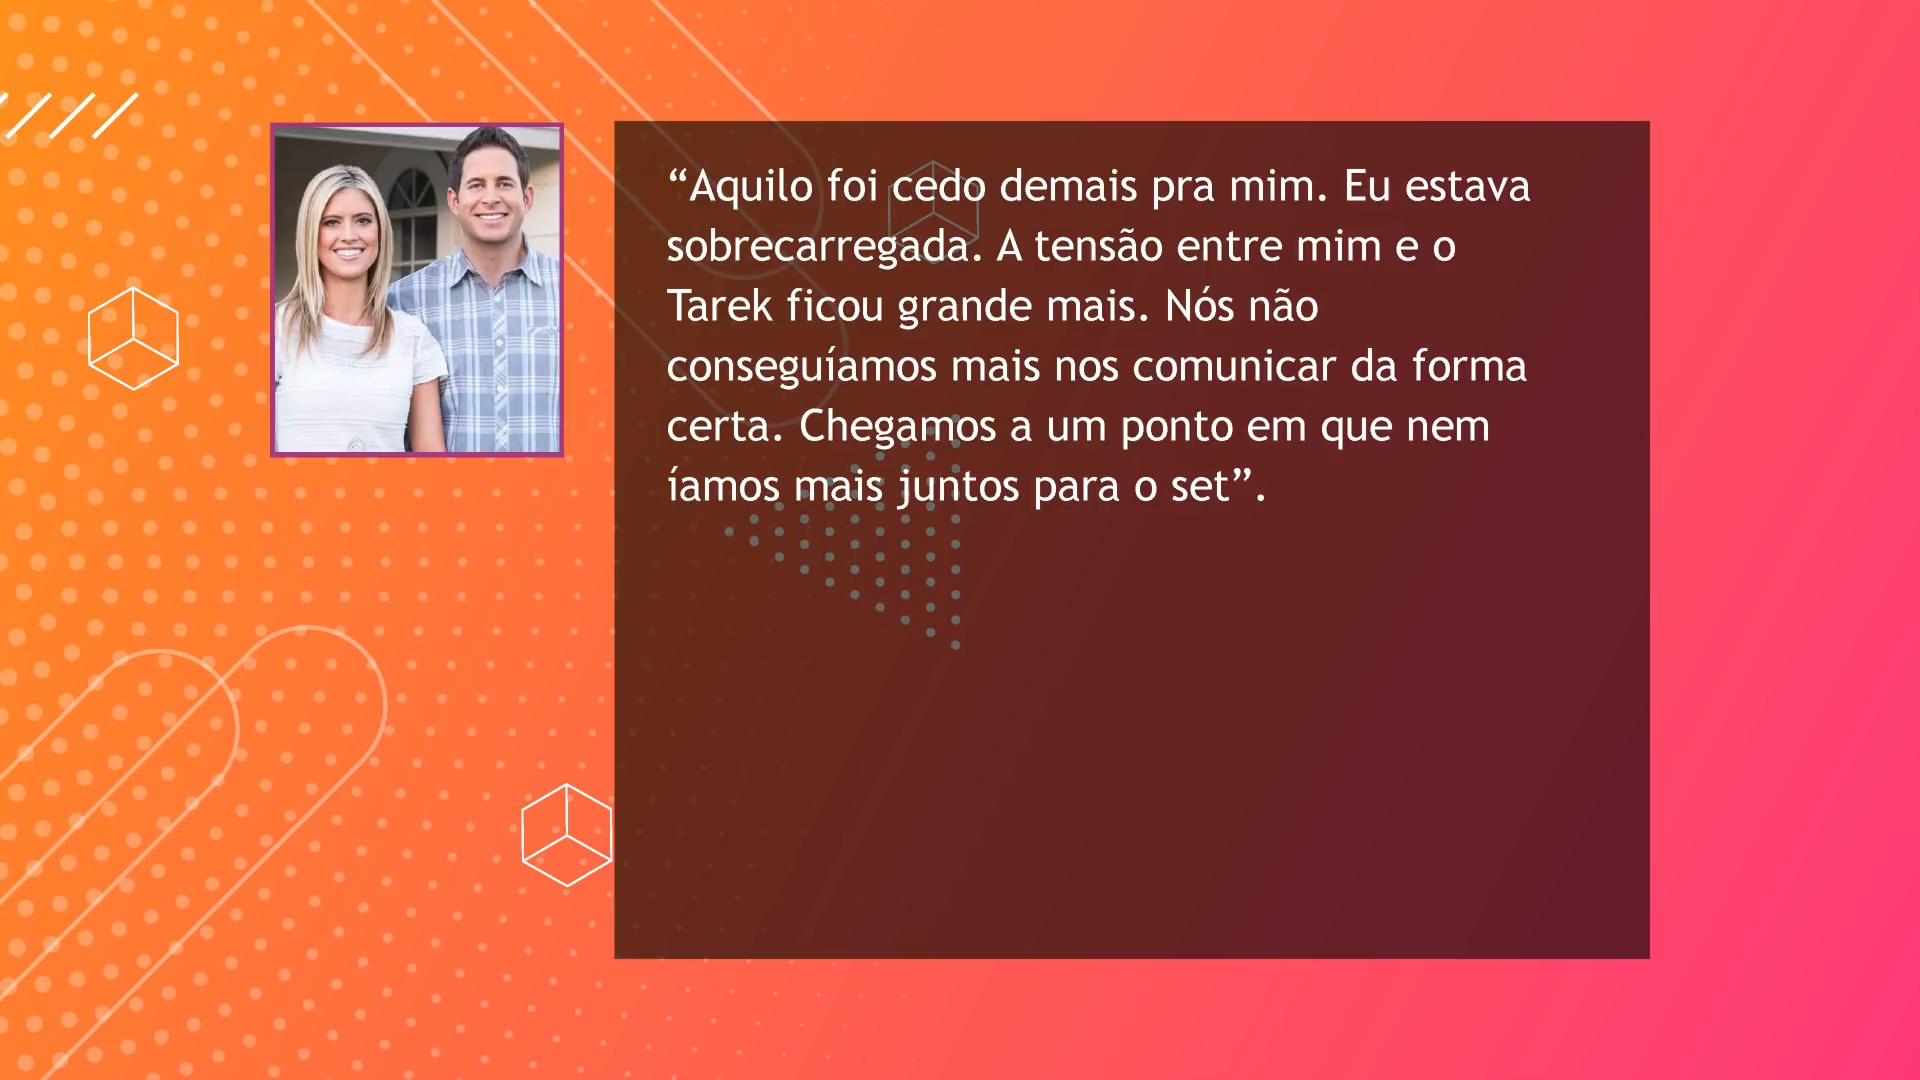 “Aquilo foi cedo demais pra mim. Eu estava
sobrecarregada. A tensão entre mim e o
Tarek ficou grande mais. Nós não
conseguíamos mais nos comunicar da forma
certa. Chegamos a um ponto em que nem
íamos mais juntos para o set”.